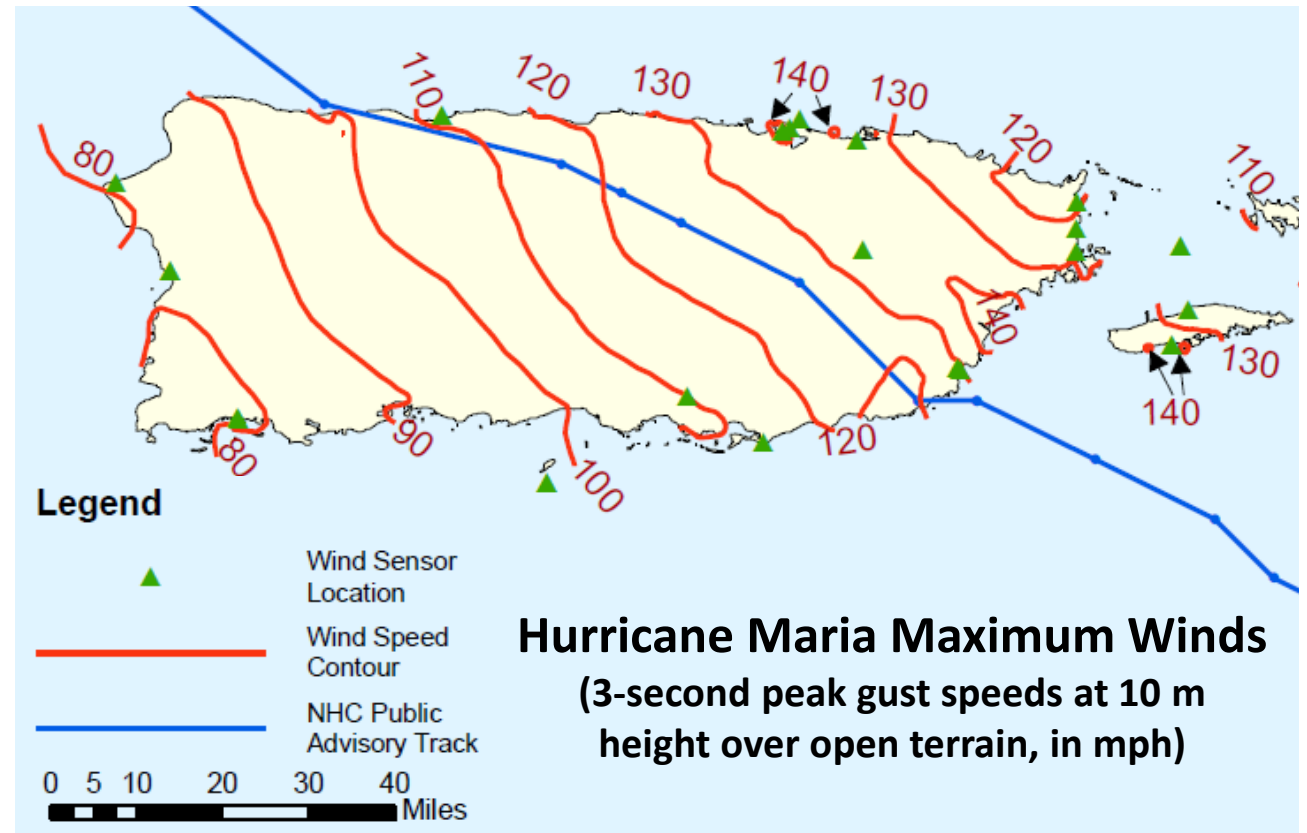 110
120
130
140
130
120
110
80
140
130
140
80
90
100
120
Legend
Wind Sensor
Location
Wind Speed
Contour
NHC Public
Advisory Track
0 5 10 20 30 40
Miles
Hurricane Maria Maximum Winds
(3-second peak gust speeds at 10 m
height over open terrain, in mph)